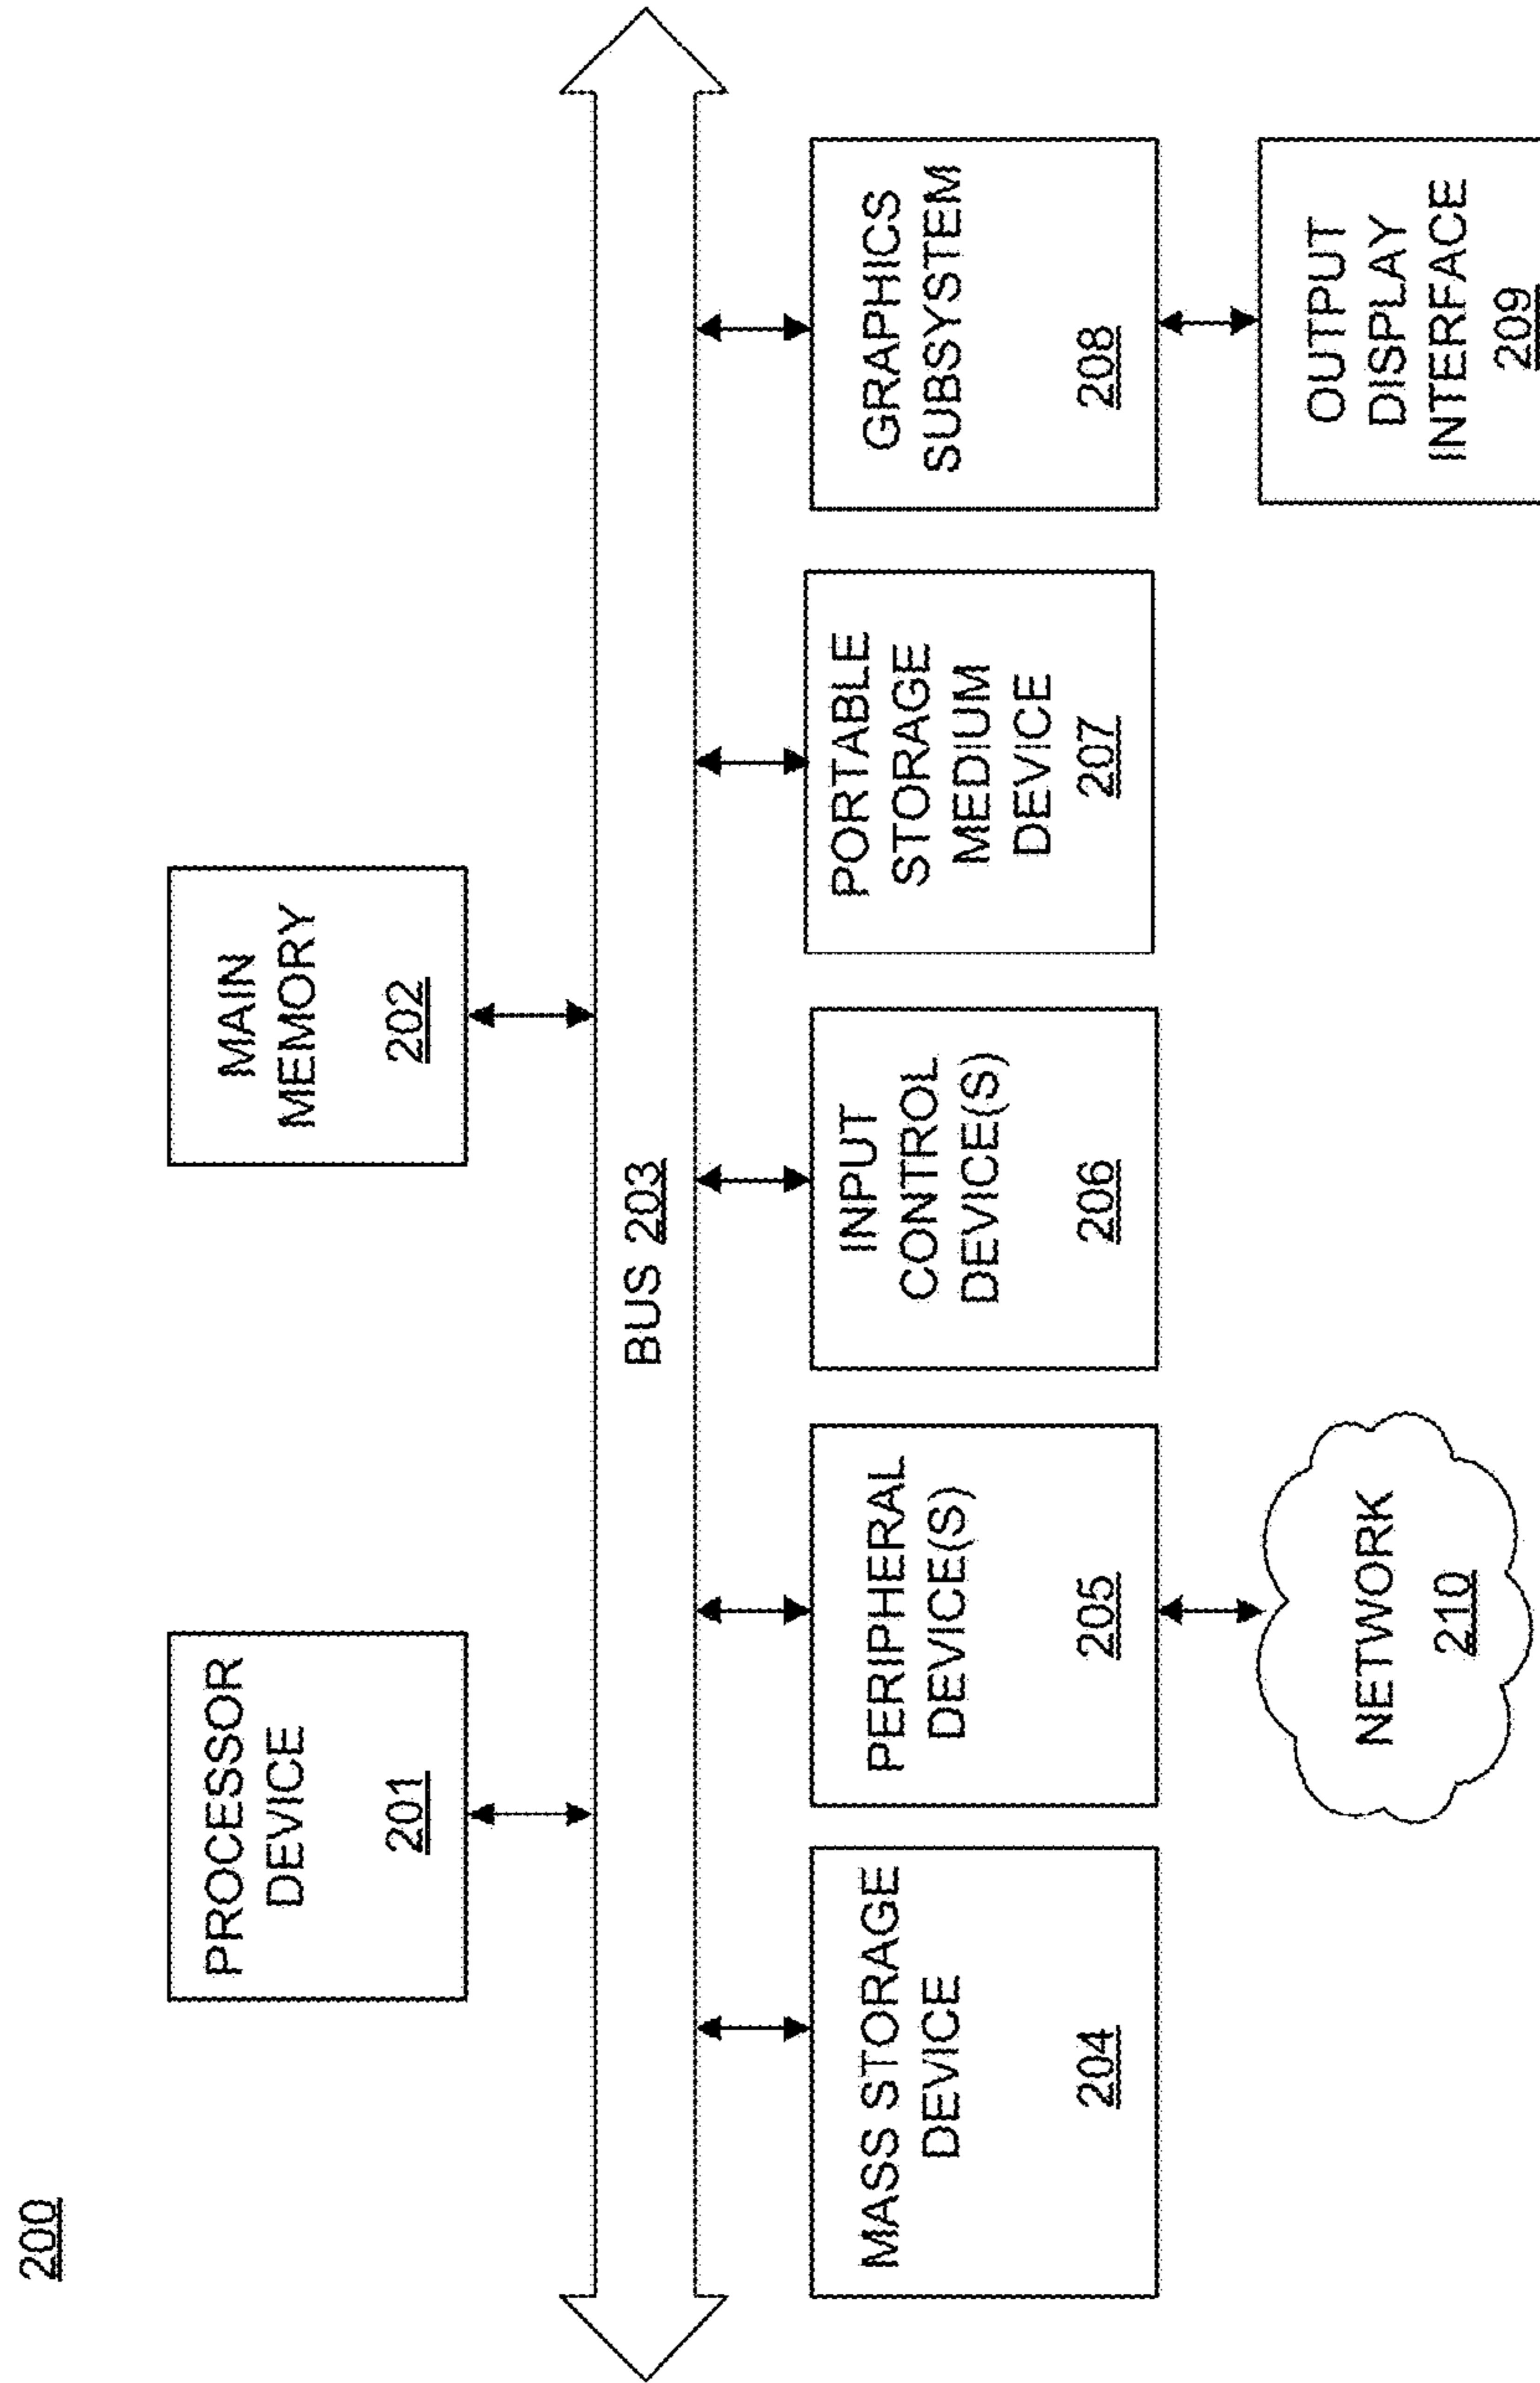 200
PROCESSOR
DEVICE
201
MAIN
MEMORY
202
BUS 203
MASS STORAGE
DEVICE
204
PERIPHERAL
DEVICE(S)
205
INPUT
CONTROL
DEVICE(S)
206
PORTABLE
STORAGE
MEDIUM
DEVICE
207
GRAPHICS
SUBSYSTEM
208
NETWORK
210
OUTPUT
DISPLAY
INTERFACE
209